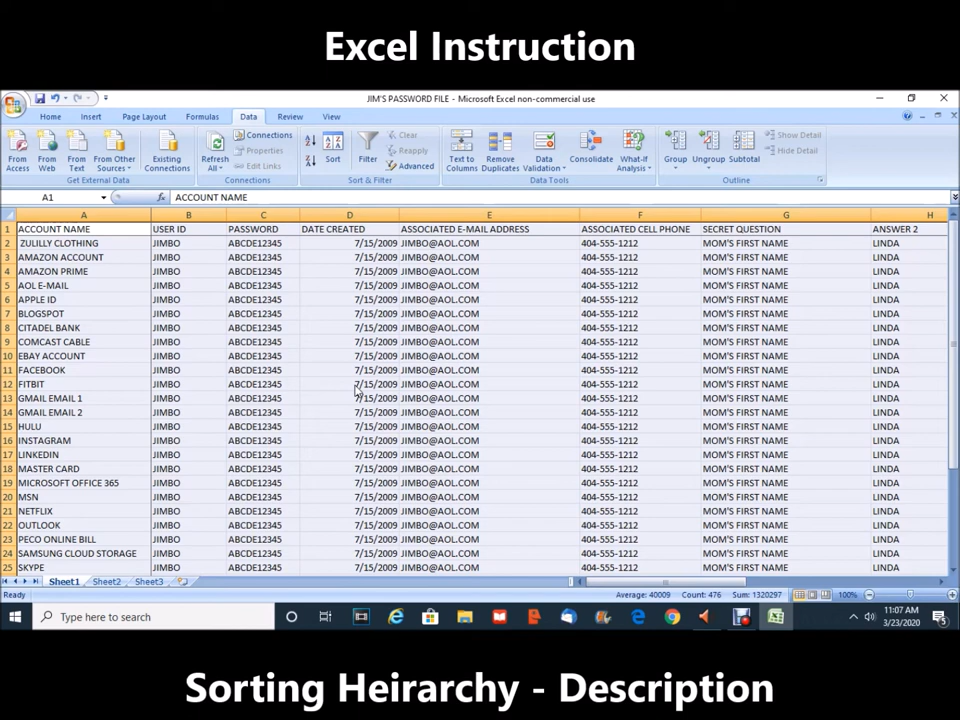 Excel Instruction
JIM'S PASSWORD FILE - Microsoft Excel non-commercial use
Home Insert Page Layout Formulas Data Review View
From Access From Web From Text From Other Sources Existing Connections Refresh All Connections Properties Edit Links Sort Filter Clear Reapply Advanced Text to Columns Remove Duplicates Data Validation Consolidate What-If Analysis Group Ungroup Subtotal Show Detail Hide Detail
Get External Data Connections Sort & Filter Data Tools Outline
A1 fx ACCOUNT NAME
A B C D E F G H
1 ACCOUNT NAME USER ID PASSWORD DATE CREATED ASSOCIATED E-MAIL ADDRESS ASSOCIATED CELL PHONE SECRET QUESTION ANSWER 2
2 ZULILLY CLOTHING JIMBO ABCDE12345 7/15/2009 JIMBO@AOL.COM 404-555-1212 MOM'S FIRST NAME LINDA
3 AMAZON ACCOUNT JIMBO ABCDE12345 7/15/2009 JIMBO@AOL.COM 404-555-1212 MOM'S FIRST NAME LINDA
4 AMAZON PRIME JIMBO ABCDE12345 7/15/2009 JIMBO@AOL.COM 404-555-1212 MOM'S FIRST NAME LINDA
5 AOL E-MAIL JIMBO ABCDE12345 7/15/2009 JIMBO@AOL.COM 404-555-1212 MOM'S FIRST NAME LINDA
6 APPLE ID JIMBO ABCDE12345 7/15/2009 JIMBO@AOL.COM 404-555-1212 MOM'S FIRST NAME LINDA
7 BLOGSPOT JIMBO ABCDE12345 7/15/2009 JIMBO@AOL.COM 404-555-1212 MOM'S FIRST NAME LINDA
8 CITADEL BANK JIMBO ABCDE12345 7/15/2009 JIMBO@AOL.COM 404-555-1212 MOM'S FIRST NAME LINDA
9 COMCAST CABLE JIMBO ABCDE12345 7/15/2009 JIMBO@AOL.COM 404-555-1212 MOM'S FIRST NAME LINDA
10 EBAY ACCOUNT JIMBO ABCDE12345 7/15/2009 JIMBO@AOL.COM 404-555-1212 MOM'S FIRST NAME LINDA
11 FACEBOOK JIMBO ABCDE12345 7/15/2009 JIMBO@AOL.COM 404-555-1212 MOM'S FIRST NAME LINDA
12 FITBIT JIMBO ABCDE12345 7/15/2009 JIMBO@AOL.COM 404-555-1212 MOM'S FIRST NAME LINDA
13 GMAIL EMAIL 1 JIMBO ABCDE12345 7/15/2009 JIMBO@AOL.COM 404-555-1212 MOM'S FIRST NAME LINDA
14 GMAIL EMAIL 2 JIMBO ABCDE12345 7/15/2009 JIMBO@AOL.COM 404-555-1212 MOM'S FIRST NAME LINDA
15 HULU JIMBO ABCDE12345 7/15/2009 JIMBO@AOL.COM 404-555-1212 MOM'S FIRST NAME LINDA
16 INSTAGRAM JIMBO ABCDE12345 7/15/2009 JIMBO@AOL.COM 404-555-1212 MOM'S FIRST NAME LINDA
17 LINKEDIN JIMBO ABCDE12345 7/15/2009 JIMBO@AOL.COM 404-555-1212 MOM'S FIRST NAME LINDA
18 MASTER CARD JIMBO ABCDE12345 7/15/2009 JIMBO@AOL.COM 404-555-1212 MOM'S FIRST NAME LINDA
19 MICROSOFT OFFICE 365 JIMBO ABCDE12345 7/15/2009 JIMBO@AOL.COM 404-555-1212 MOM'S FIRST NAME LINDA
20 MSN JIMBO ABCDE12345 7/15/2009 JIMBO@AOL.COM 404-555-1212 MOM'S FIRST NAME LINDA
21 NETFLIX JIMBO ABCDE12345 7/15/2009 JIMBO@AOL.COM 404-555-1212 MOM'S FIRST NAME LINDA
22 OUTLOOK JIMBO ABCDE12345 7/15/2009 JIMBO@AOL.COM 404-555-1212 MOM'S FIRST NAME LINDA
23 PECO ONLINE BILL JIMBO ABCDE12345 7/15/2009 JIMBO@AOL.COM 404-555-1212 MOM'S FIRST NAME LINDA
24 SAMSUNG CLOUD STORAGE JIMBO ABCDE12345 7/15/2009 JIMBO@AOL.COM 404-555-1212 MOM'S FIRST NAME LINDA
25 SKYPE JIMBO ABCDE12345 7/15/2009 JIMBO@AOL.COM 404-555-1212 MOM'S FIRST NAME LINDA
Sheet1 Sheet2 Sheet3
Ready Average: 40009 Count: 476 Sum: 1320297 100%
Type here to search 11:07 AM
3/23/2020 5
Sorting Heirarchy - Description